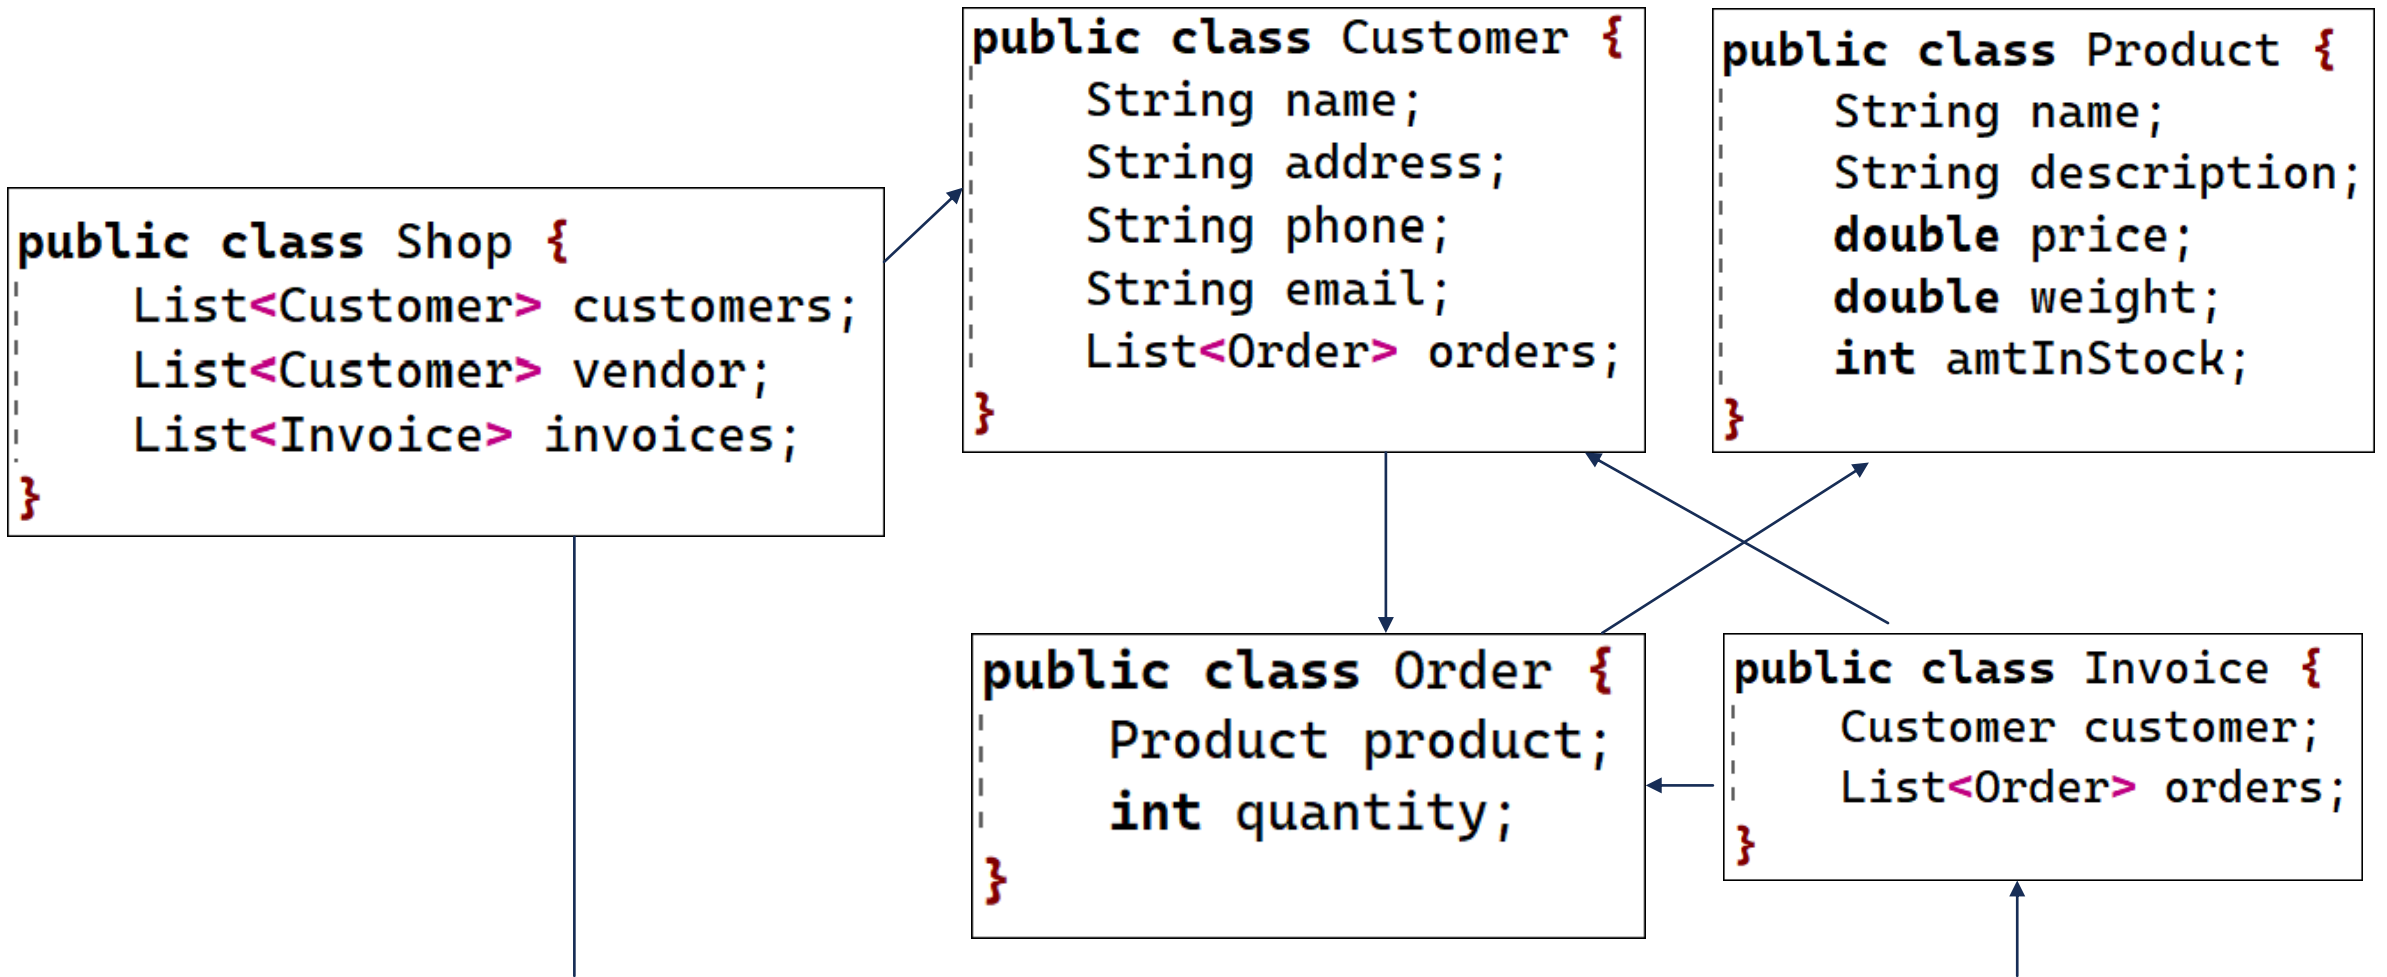 public class Shop {
List<Customer> customers;
List<Customer> vendor;
List<Invoice> invoices;
}
public class Customer {
String name;
String address;
String phone;
String email;
List<Order> orders;
}
public class Product {
String name;
String description;
double price;
double weight;
int amtInStock;
}
public class Order {
Product product;
int quantity;
}
public class Invoice {
Customer customer;
List<Order> orders;
}